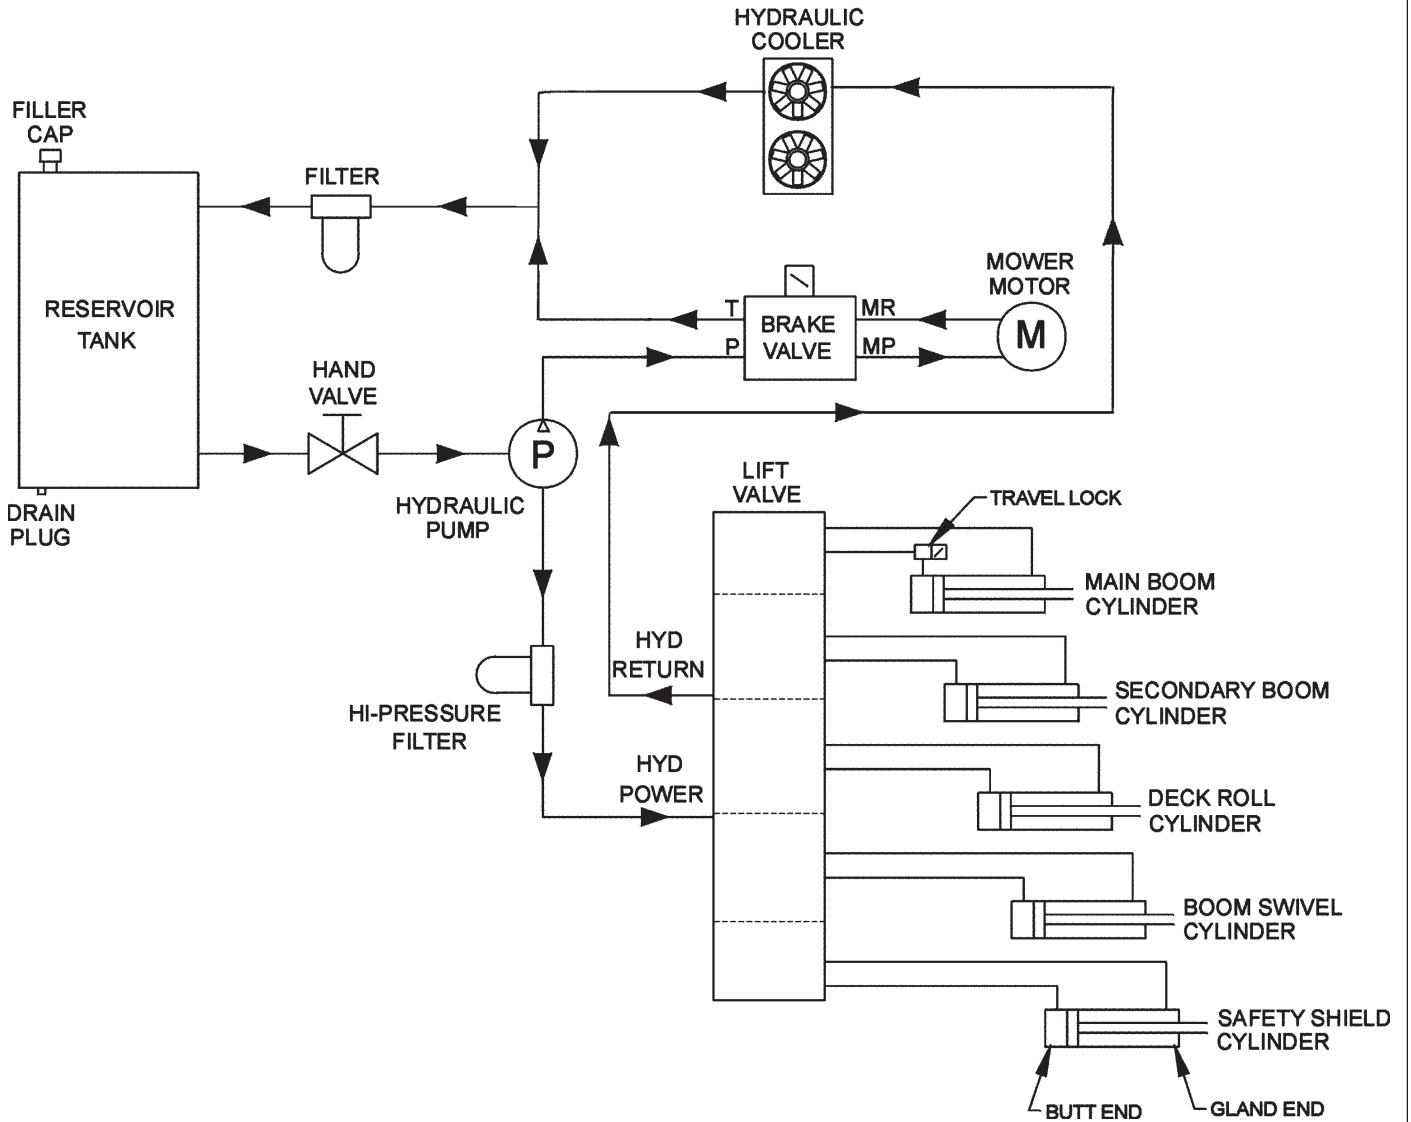 HYDRAULIC
COOLER
FILLER
CAP
FILTER
RESERVOIR
TANK
MOWER
MOTOR
T
P
BRAKE
VALVE
MR
MP
M
HAND
VALVE
P
HYDRAULIC
PUMP
DRAIN
PLUG
LIFT
VALVE
TRAVEL LOCK
MAIN BOOM
CYLINDER
HYD
RETURN
SECONDARY BOOM
CYLINDER
HI-PRESSURE
FILTER
HYD
POWER
DECK ROLL
CYLINDER
BOOM SWIVEL
CYLINDER
SAFETY SHIELD
CYLINDER
BUTT END
GLAND END